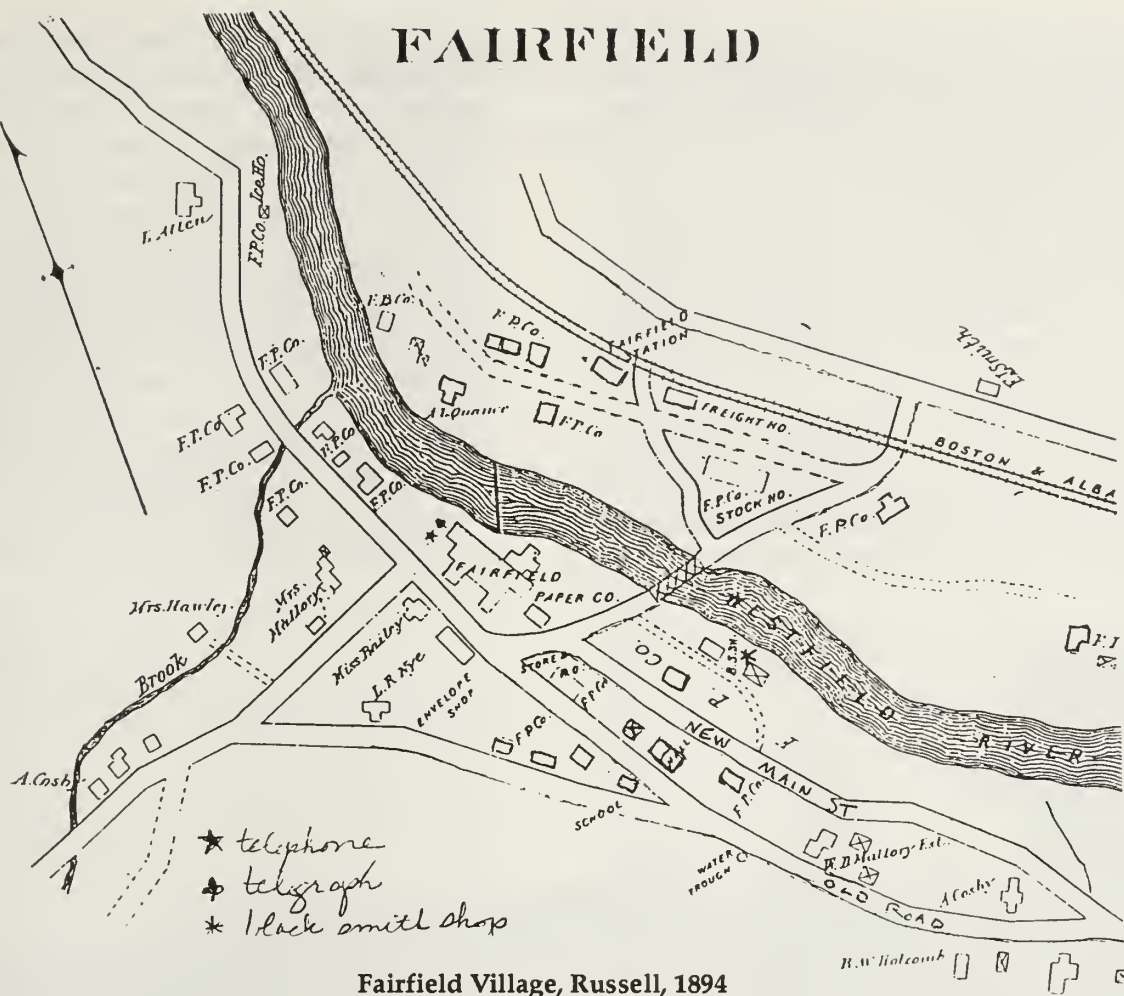 FAIRFIELD
L. Allen
F.P.Co. Ice Ho.
F.B Co.
F.P.Co.
FAIRFIELD
STATION
E.J. Smith
F.P.Co.
A.L.Quance
F.P.Co
FREIGHT HO.
BOSTON & ALBA
F.P.Co
F.P.Co.
F.P.Co.
F.P.Co.
F.P.Co.
F.P.Co.
STOCK HO.
F.P.Co.
FAIRFIELD
PAPER CO.
Mrs. Hawley
Mrs.
Mallory
Miss Bailey
Brook
L.R. Nye
ENVELOPE
SHOP
STORE &
P.O.
F.P.Co
B.S.SH.
F. P. CO
WESTFIELD RIVER
F.P.Co.
NEW MAIN ST
F.P.Co
A. Cosby
SCHOOL
WATER
TROUGH
W.D. Mallory Est.
OLD ROAD
A Cosby
R.W. Holcomb
telephone
telegraph
black smith shop
Fairfield Village, Russell, 1894